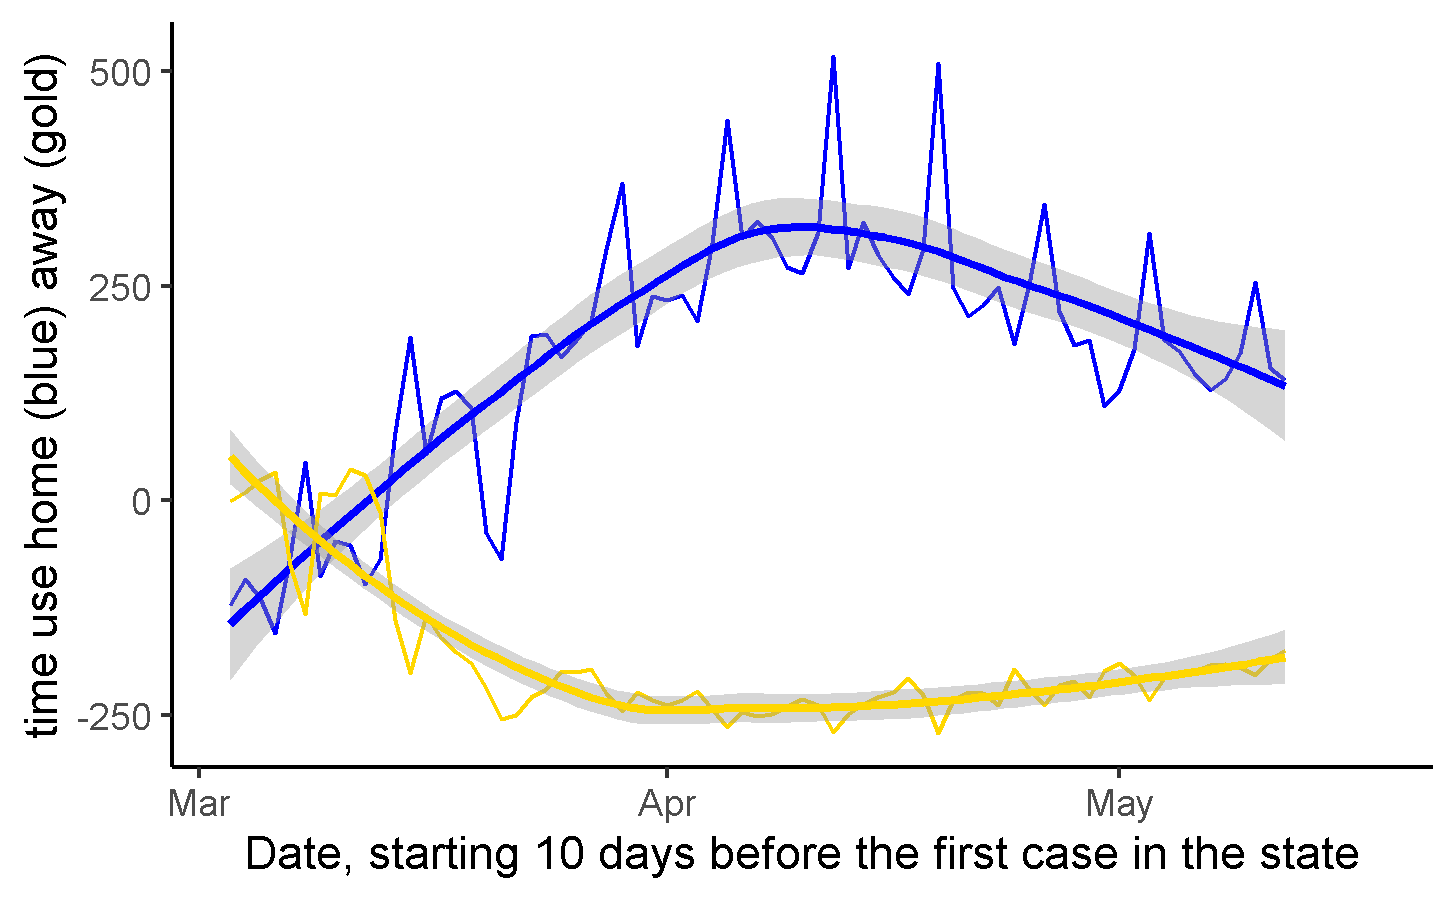 time use home (blue) away (gold)
500
250
0
-250
Mar
Apr
May
Date, starting 10 days before the first case in the state